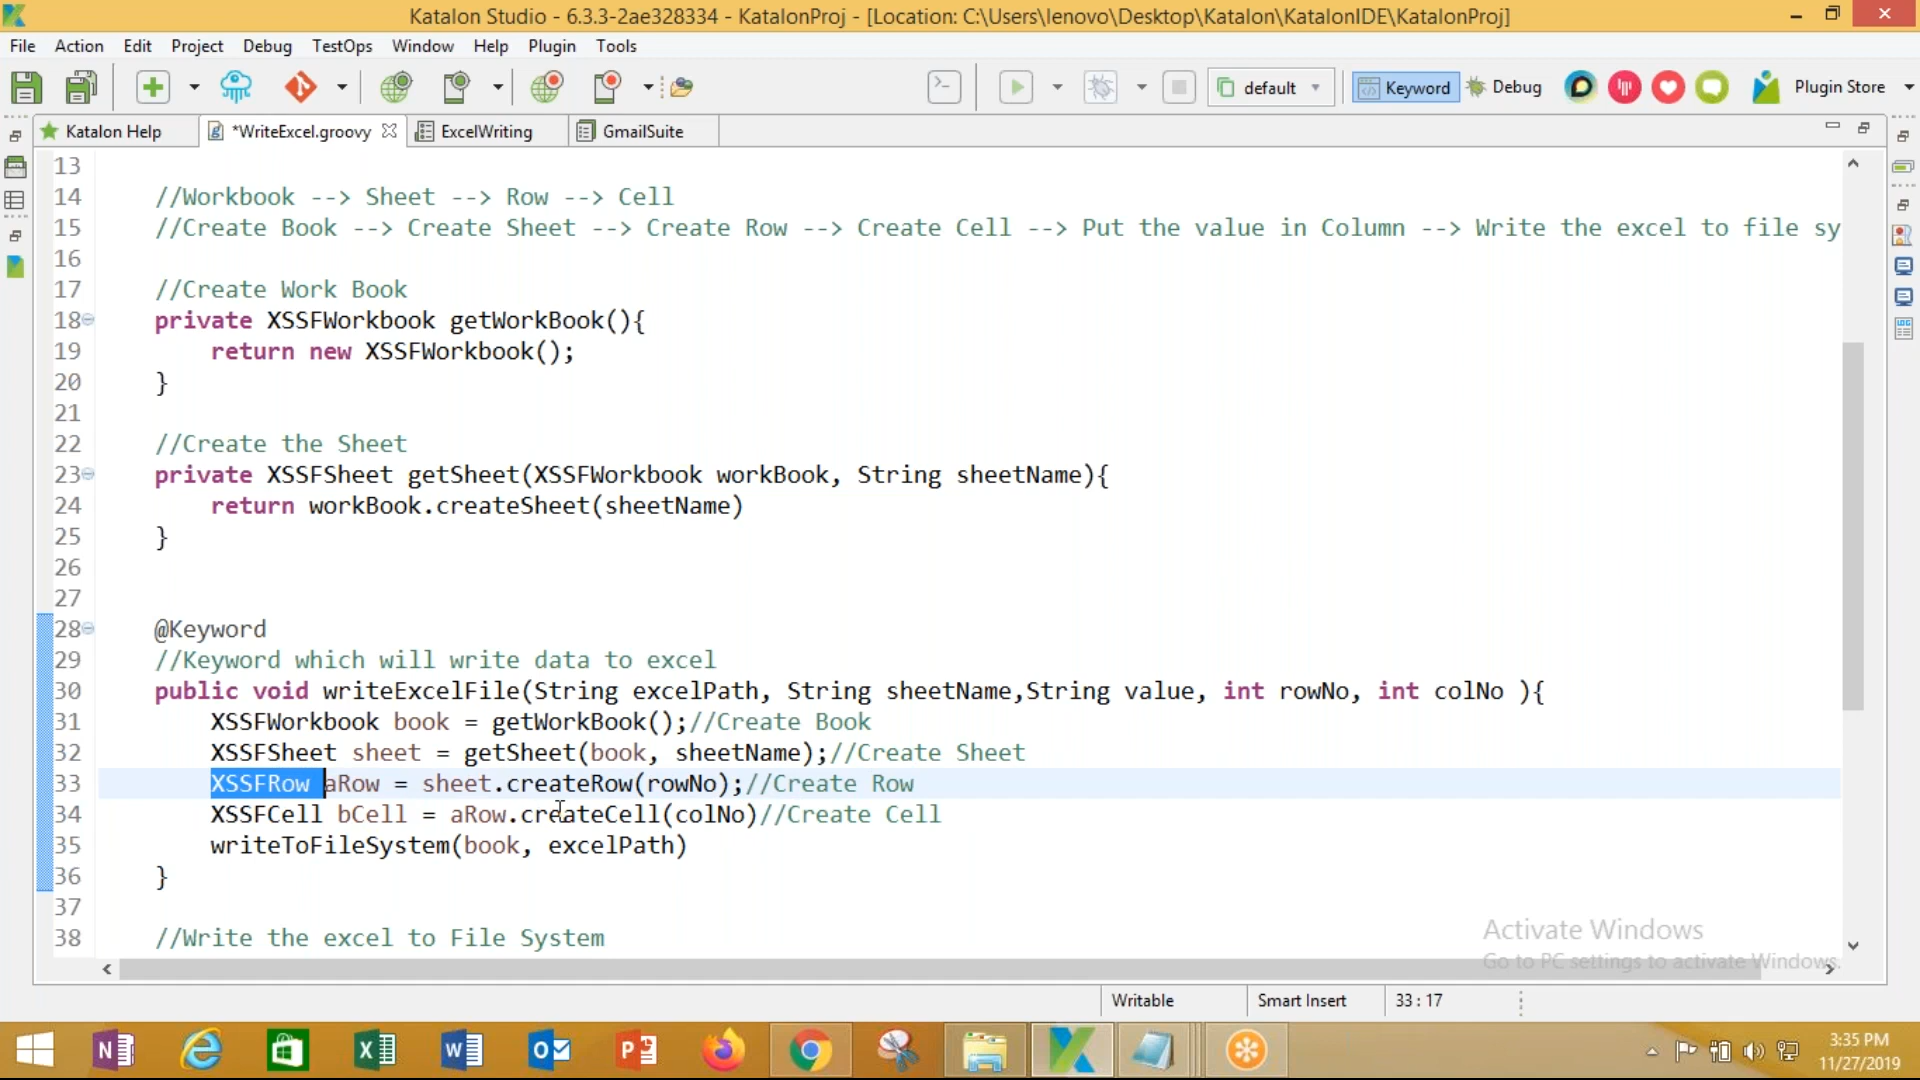 Katalon Studio - 6.3.3-2ae328334 - KatalonProj - [Location: C:\Users\lenovo\Desktop\Katalon\KatalonIDE\KatalonProj]
File Action Edit Project Debug TestOps Window Help Plugin Tools
default Keyword Debug Plugin Store
Katalon Help *WriteExcel.groovy ExcelWriting GmailSuite
13
14 //Workbook --> Sheet --> Row --> Cell
15 //Create Book --> Create Sheet --> Create Row --> Create Cell --> Put the value in Column --> Write the excel to file sy
16
17 //Create Work Book
18 private XSSFWorkbook getWorkBook(){
19 return new XSSFWorkbook();
20 }
21
22 //Create the Sheet
23 private XSSFSheet getSheet(XSSFWorkbook workBook, String sheetName){
24 return workBook.createSheet(sheetName)
25 }
26
27
28 @Keyword
29 //Keyword which will write data to excel
30 public void writeExcelFile(String excelPath, String sheetName,String value, int rowNo, int colNo ){
31 XSSFWorkbook book = getWorkBook();//Create Book
32 XSSFSheet sheet = getSheet(book, sheetName);//Create Sheet
33 XSSFRow aRow = sheet.createRow(rowNo);//Create Row
34 XSSFCell bCell = aRow.createCell(colNo)//Create Cell
35 writeToFileSystem(book, excelPath)
36 }
37
38 //Write the excel to File System
Activate Windows
Go to PC settings to activate Windows.
Writable Smart Insert 33 : 17
3:35 PM
11/27/2019